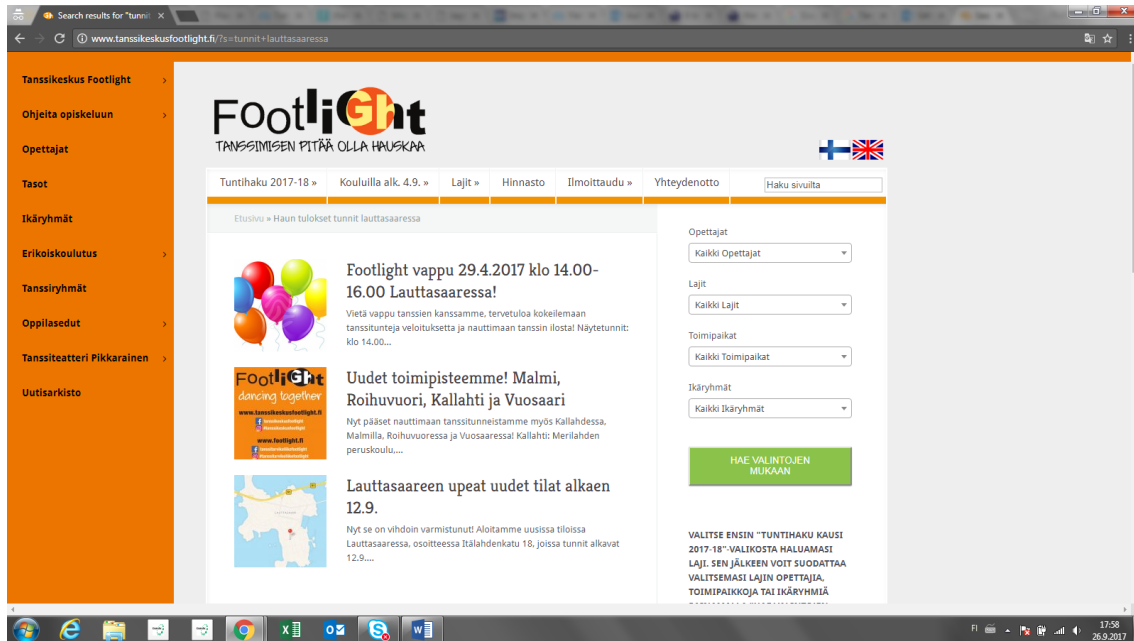 Search results for "tunnit
www.tanssikeskusfootlight.fi/?s=tunnit+lauttasaaressa
Tanssikeskus Footlight
Ohjeita opiskeluun
Opettajat
Tasot
Ikäryhmät
Erikoiskoulutus
Tanssiryhmät
Oppilasedut
Tanssiteatteri Pikkarainen
Uutisarkisto
FootliGht
TANSSIMISEN PITÄÄ OLLA HAUSKAA
Tuntihaku 2017-18 » Kouluilla alk. 4.9. » Lajit » Hinnasto Ilmoittaudu » Yhteydenotto Haku sivuilta
Etusivu » Haun tulokset tunnit lauttasaaressa
Footlight vappu 29.4.2017 klo 14.00-
16.00 Lauttasaaressa!
Vietä vappu tanssien kanssamme, tervetuloa kokeilemaan
tanssitunteja veloituksetta ja nauttimaan tanssin ilosta! Näytetunnit:
klo 14.00...
FootliGht
dancing together
www.tanssikeskusfootlight.fi
www.footlight.fi
Uudet toimipisteemme! Malmi,
Roihuvuori, Kallahti ja Vuosaari
Nyt pääset nauttimaan tanssitunneistamme myös Kallahdessa,
Malmilla, Roihuvuoressa ja Vuosaaressa! Kallahti: Merilahden
peruskoulu,...
Lauttasaareen upeat uudet tilat alkaen
12.9.
Nyt se on vihdoin varmistunut! Aloitamme uusissa tiloissa
Lauttasaaressa, osoitteessa Itälahdenkatu 18, joissa tunnit alkavat
12.9....
Opettajat
Kaikki Opettajat
Lajit
Kaikki Lajit
Toimipaikat
Kaikki Toimipaikat
Ikäryhmät
Kaikki Ikäryhmät
HAE VALINTOJEN
MUKAAN
VALITSE ENSIN "TUNTIHAKU KAUSI
2017-18"-VALIKOSTA HALUAMASI
LAJI. SEN JÄLKEEN VOIT SUODATTAA
VALITSEMASI LAJIN OPETTAJIA,
TOIMIPAIKKOJA TAI IKÄRYHMIÄ
FI
17:58
26.9.2017